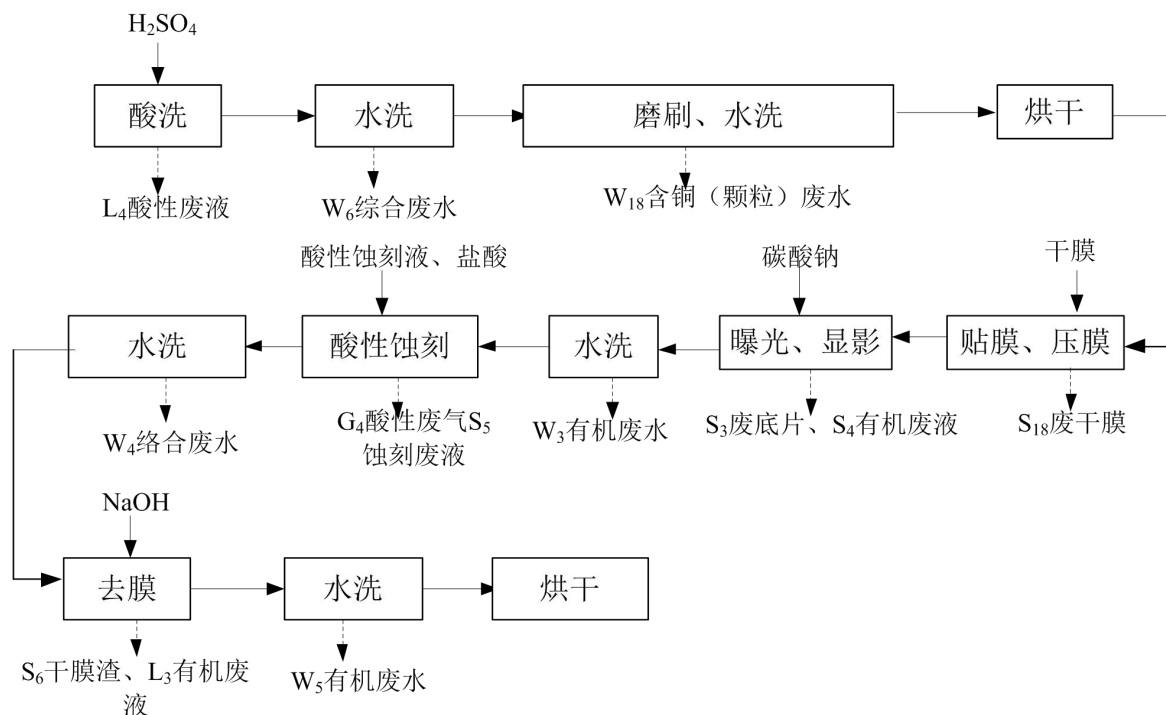 H₂SO₄
酸洗
水洗
磨刷、水洗
烘干
L₄酸性废液
W₆综合废水
W₁₈含铜（颗粒）废水
酸性蚀刻液、盐酸
碳酸钠
干膜
水洗
酸性蚀刻
水洗
曝光、显影
贴膜、压膜
W₄络合废水
G₄酸性废气S₅
蚀刻废液
W₃有机废水
S₃废底片、S₄有机废液
S₁₈废干膜
NaOH
去膜
水洗
烘干
S₆干膜渣、L₃有机废
液
W₅有机废水